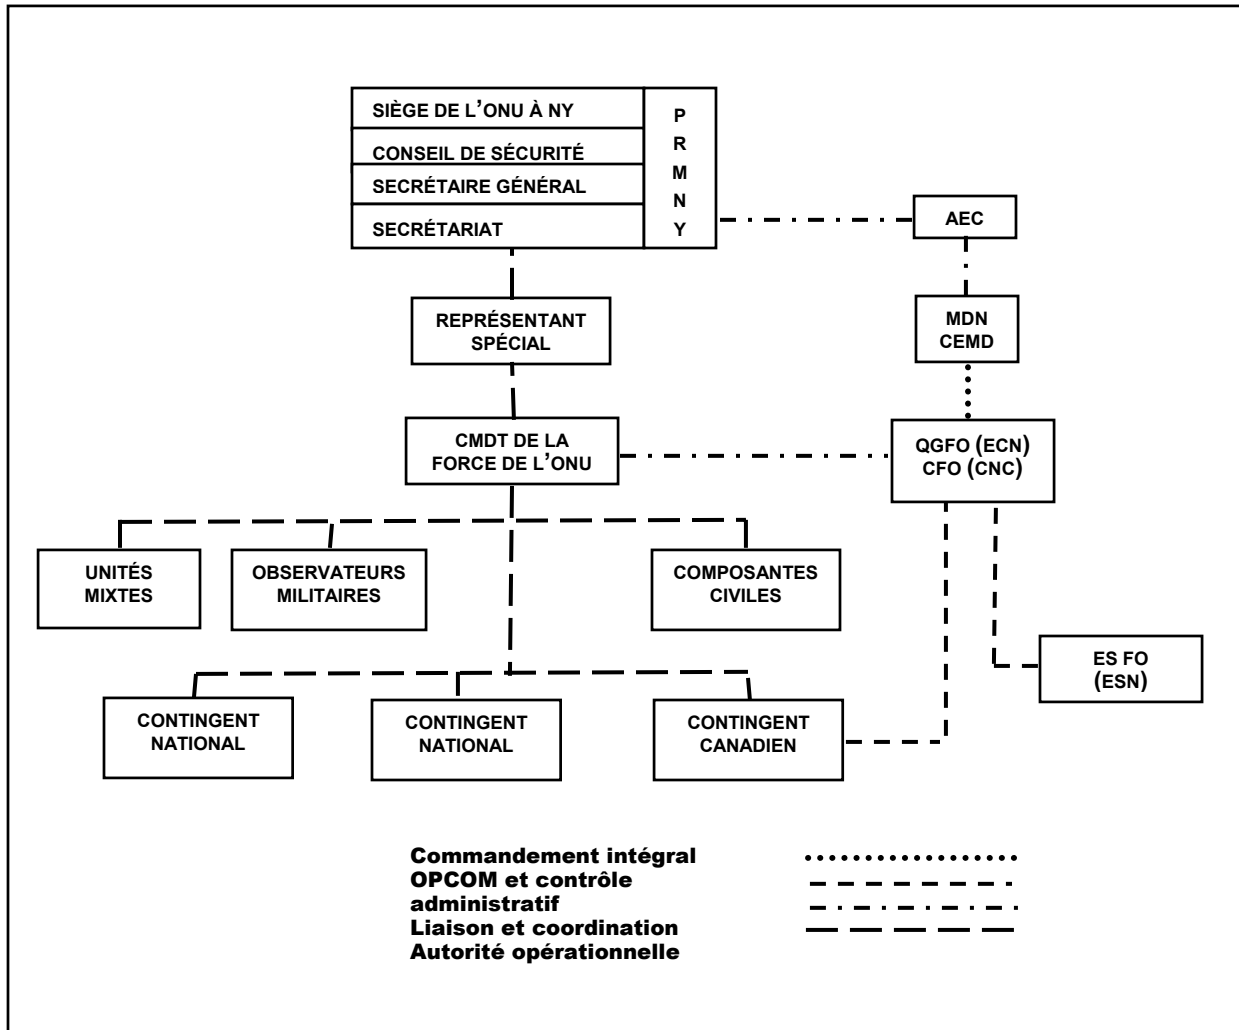 SIÈGE DE L'ONU À NY
CONSEIL DE SÉCURITÉ
SECRÉTAIRE GÉNÉRAL
SECRÉTARIAT
P
R
M
N
Y
AEC
REPRÉSENTANT
SPÉCIAL
MDN
CEMD
CMDT DE LA
FORCE DE L'ONU
QGFO (ECN)
CFO (CNC)
UNITÉS
MIXTES
OBSERVATEURS
MILITAIRES
COMPOSANTES
CIVILES
ES FO
(ESN)
CONTINGENT
NATIONAL
CONTINGENT
NATIONAL
CONTINGENT
CANADIEN
Commandement intégral
OPCOM et contrôle
administratif
Liaison et coordination
Autorité opérationnelle